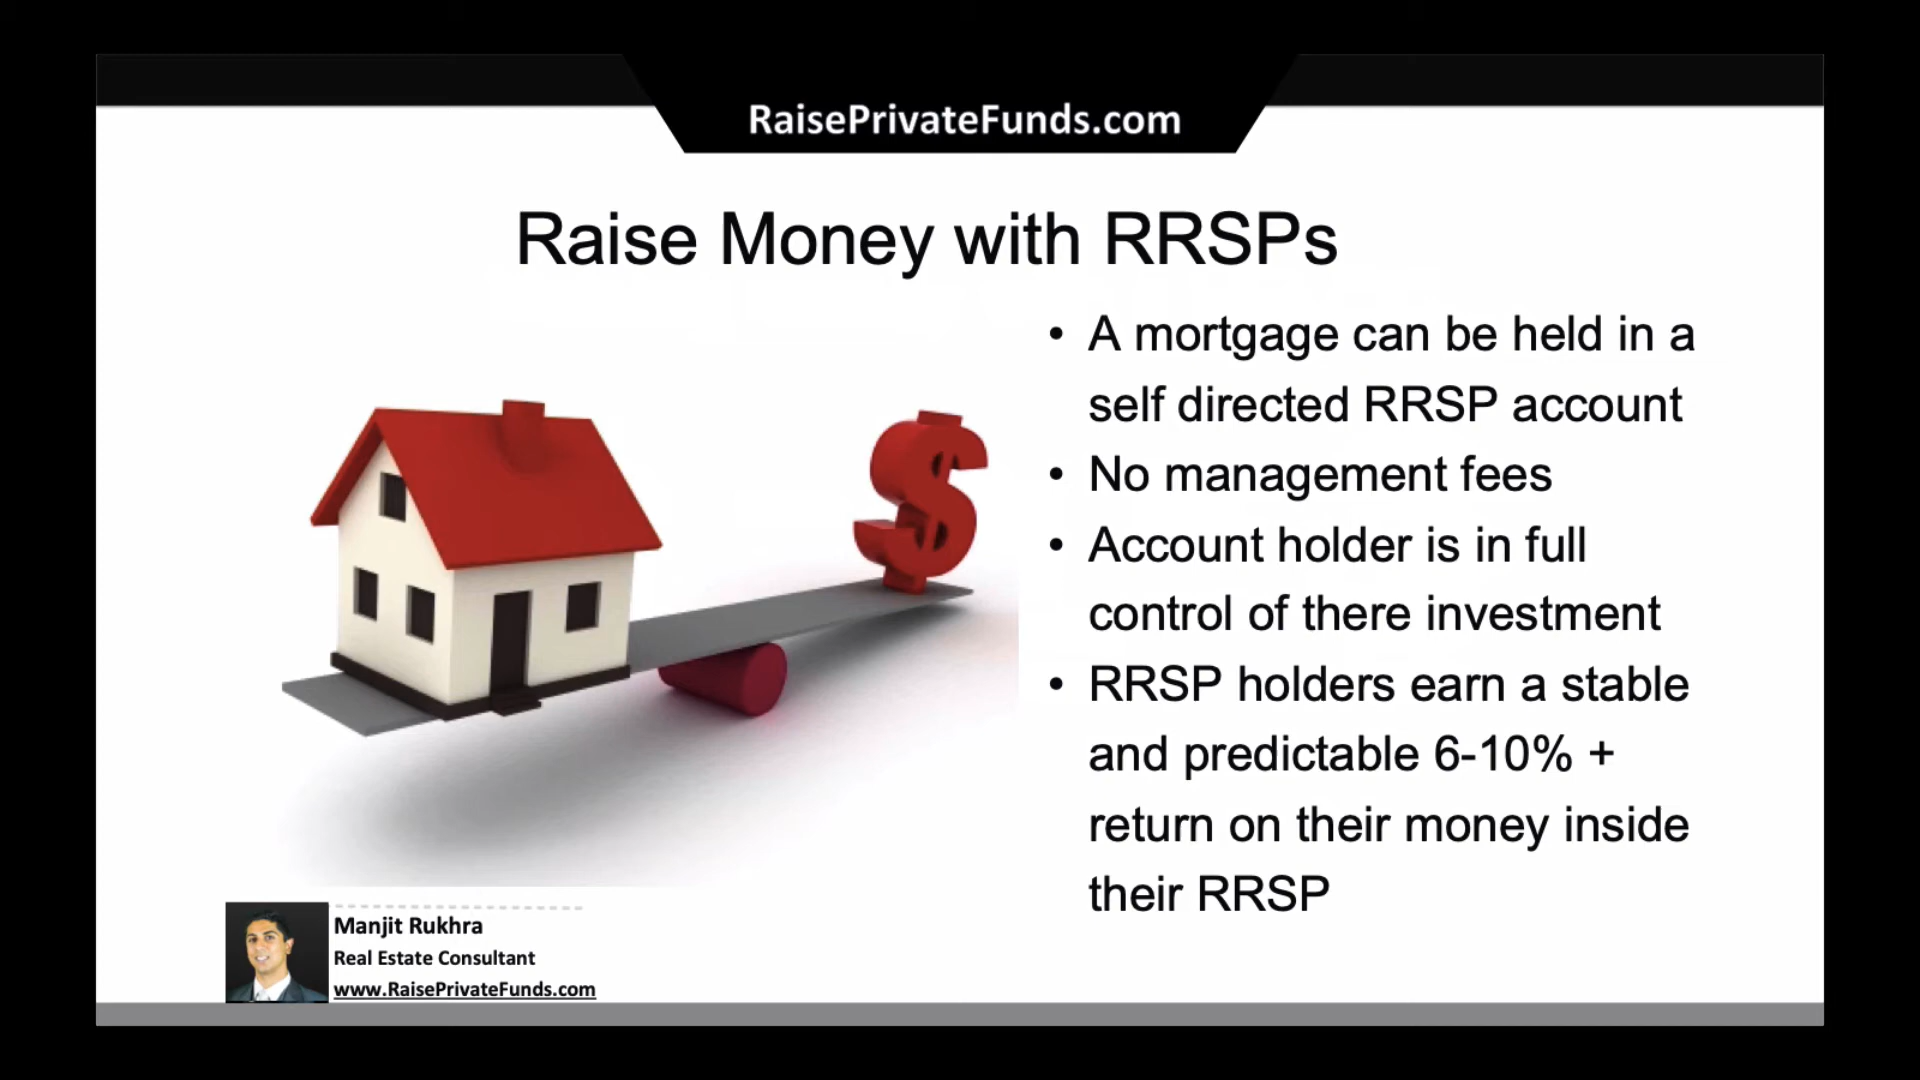 RaisePrivateFunds.com
Raise Money with RRSPs
• A mortgage can be held in a
self directed RRSP account
• No management fees
• Account holder is in full
control of there investment
• RRSP holders earn a stable
and predictable 6-10% +
return on their money inside
their RRSP
$
Manjit Rukhra
Real Estate Consultant
www.RaisePrivateFunds.com